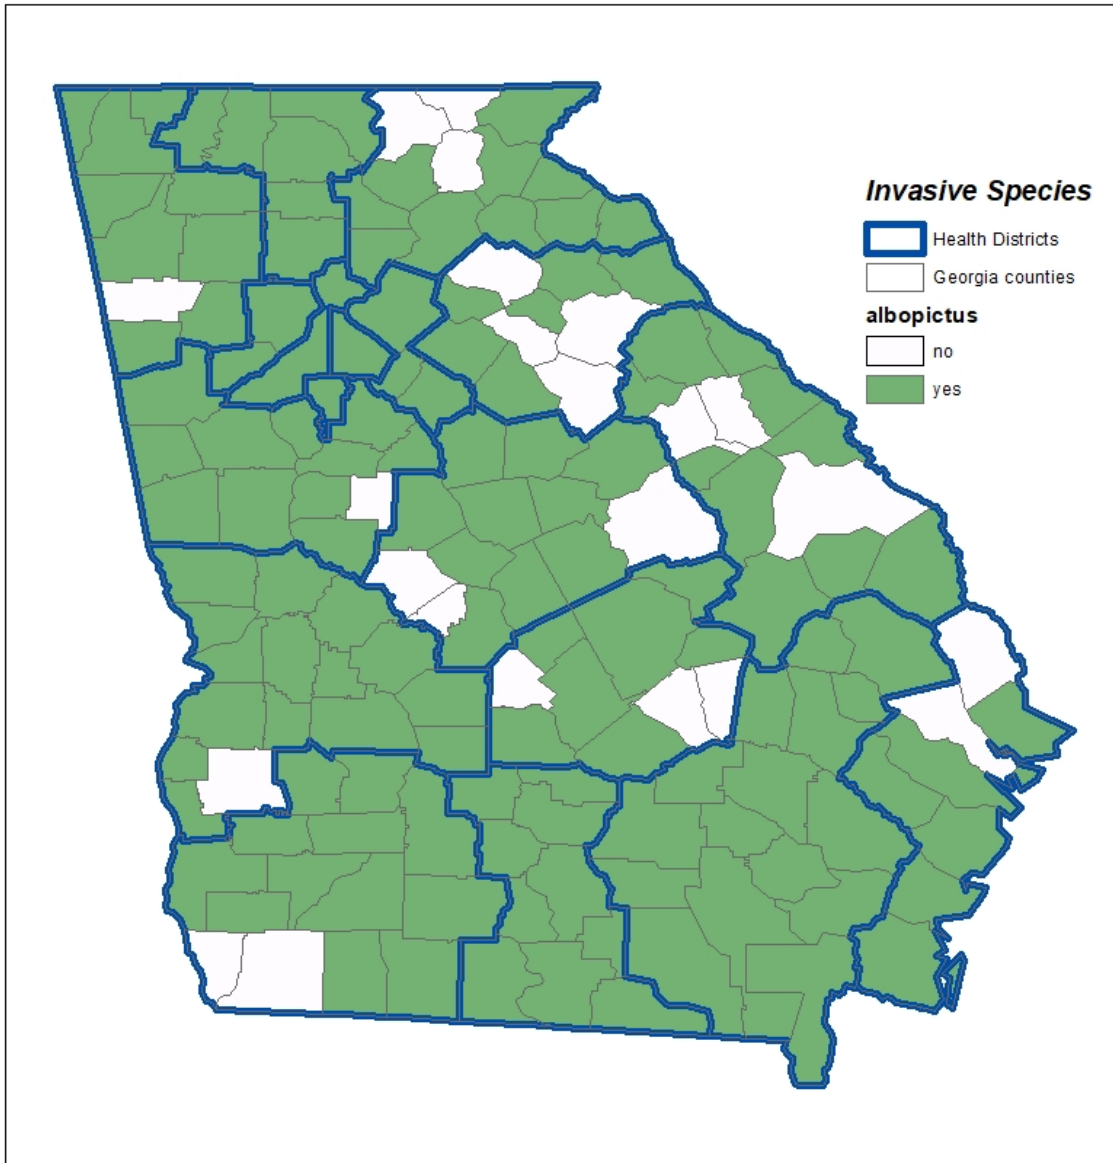 Invasive Species
Health Districts
Georgia counties
albopictus
no
yes